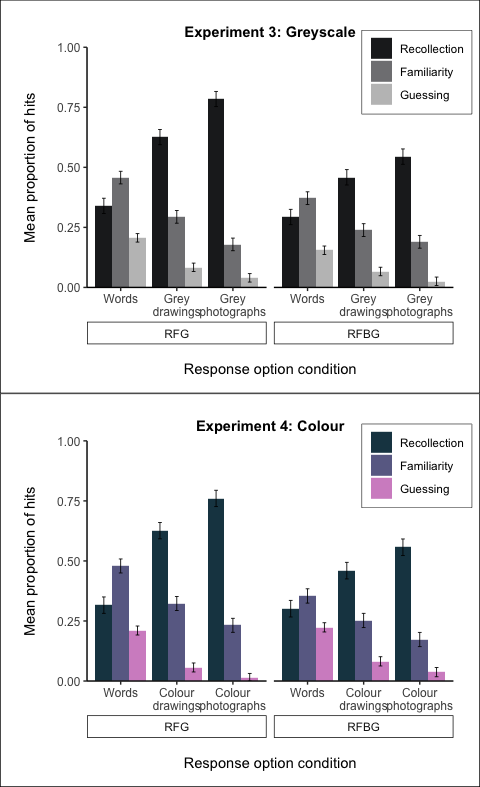 Experiment 3: Greyscale
Recollection
Familiarity
Guessing
Mean proportion of hits
1.00
0.75
0.50
0.25
0.00
Words Grey drawings Grey photographs Words Grey drawings Grey photographs
RFG RFBG
Response option condition
Experiment 4: Colour
Recollection
Familiarity
Guessing
Mean proportion of hits
1.00
0.75
0.50
0.25
0.00
Words Colour drawings Colour photographs Words Colour drawings Colour photographs
RFG RFBG
Response option condition